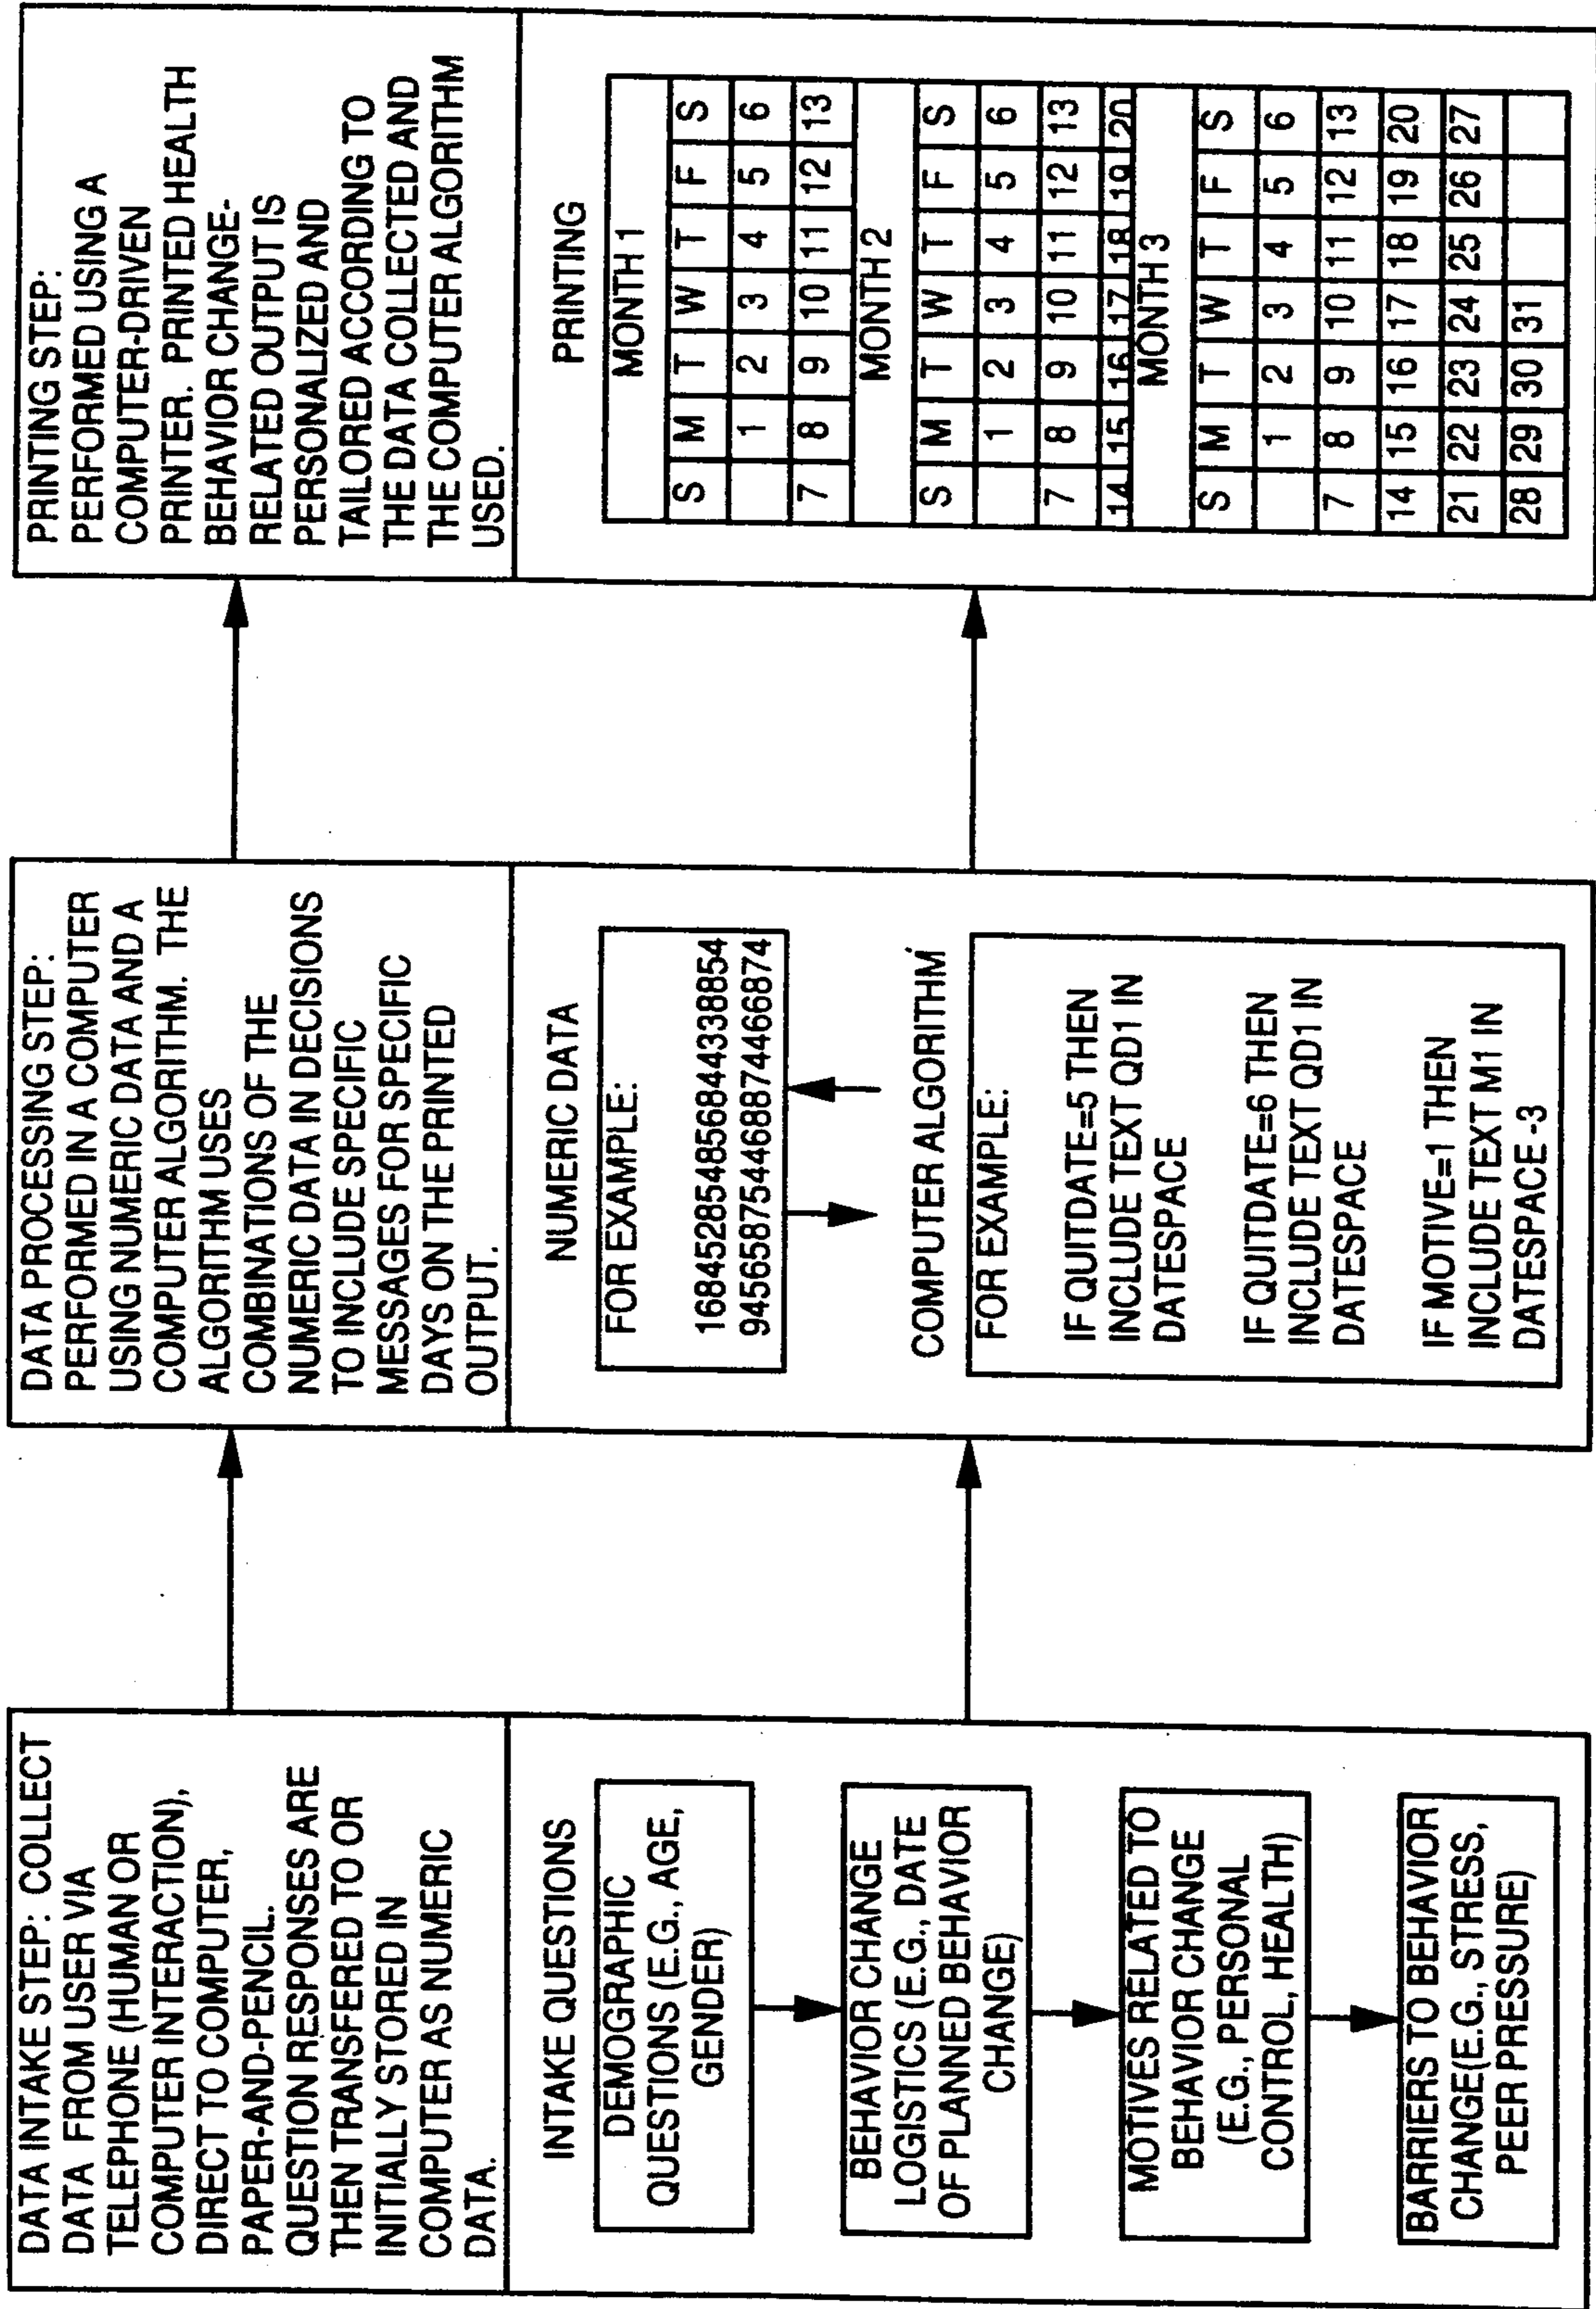 DATA INTAKE STEP: COLLECT
DATA FROM USER VIA
TELEPHONE (HUMAN OR
COMPUTER INTERACTION),
DIRECT TO COMPUTER,
PAPER-AND-PENCIL.
QUESTION RESPONSES ARE
THEN TRANSFERED TO OR
INITIALLY STORED IN
COMPUTER AS NUMERIC
DATA.
INTAKE QUESTIONS
DEMOGRAPHIC
QUESTIONS (E.G., AGE,
GENDER)
BEHAVIOR CHANGE
LOGISTICS (E.G., DATE
OF PLANNED BEHAVIOR
CHANGE)
MOTIVES RELATED TO
BEHAVIOR CHANGE
(E.G., PERSONAL
CONTROL, HEALTH)
BARRIERS TO BEHAVIOR
CHANGE(E.G., STRESS,
PEER PRESSURE)
DATA PROCESSING STEP:
PERFORMED IN A COMPUTER
USING NUMERIC DATA AND A
COMPUTER ALGORITHM. THE
ALGORITHM USES
COMBINATIONS OF THE
NUMERIC DATA IN DECISIONS
TO INCLUDE SPECIFIC
MESSAGES FOR SPECIFIC
DAYS ON THE PRINTED
OUTPUT.
NUMERIC DATA
FOR EXAMPLE:
168452854856844338854
94565875446887446687​4
COMPUTER ALGORITHM
FOR EXAMPLE:
IF QUITDATE=5 THEN
INCLUDE TEXT QD1 IN
DATESPACE
IF QUITDATE=6 THEN
INCLUDE TEXT QD1 IN
DATESPACE
IF MOTIVE=1 THEN
INCLUDE TEXT M1 IN
DATESPACE -3
PRINTING STEP:
PERFORMED USING A
COMPUTER-DRIVEN
PRINTER. PRINTED HEALTH
BEHAVIOR CHANGE-
RELATED OUTPUT IS
PERSONALIZED AND
TAILORED ACCORDING TO
THE DATA COLLECTED AND
THE COMPUTER ALGORITHM
USED.
PRINTING
MONTH 1
S M T W T F S
1 2 3 4 5 6
7 8 9 10 11 12 13
MONTH 2
S M T W T F S
1 2 3 4 5 6
7 8 9 10 11 12 13
14 15 16 17 18 19 20
MONTH 3
S M T W T F S
1 2 3 4 5 6
7 8 9 10 11 12 13
14 15 16 17 18 19 20
21 22 23 24 25 26 27
28 29 30 31